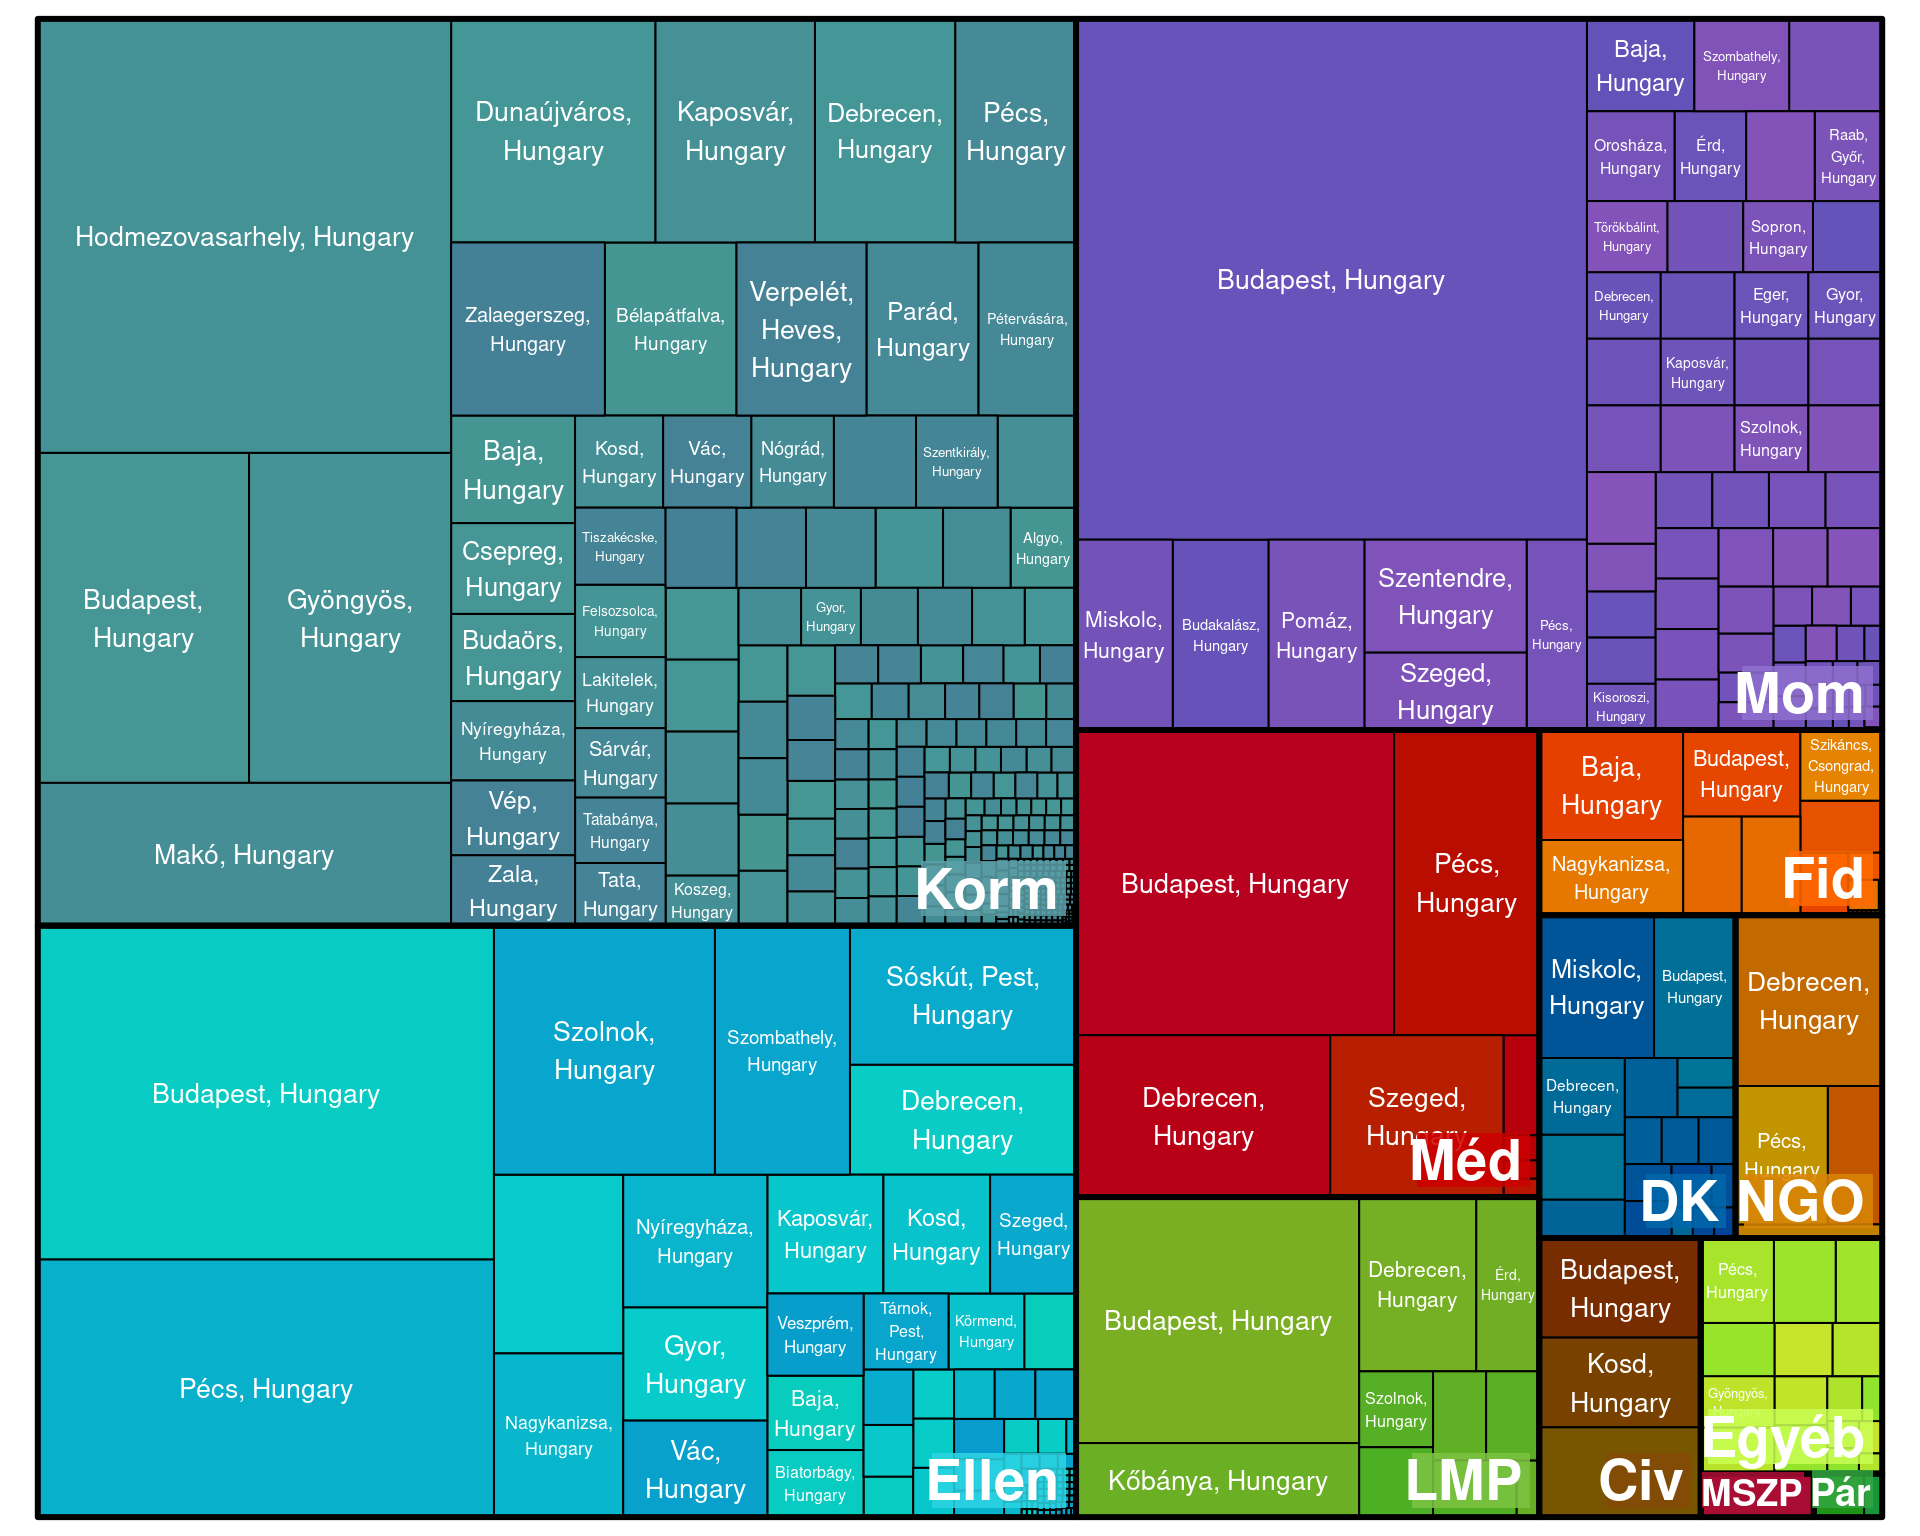 Hodmezovasarhely, Hungary
Budapest,
Hungary
Gyöngyös,
Hungary
Makó, Hungary
Dunaújváros,
Hungary
Kaposvár,
Hungary
Debrecen,
Hungary
Pécs,
Hungary
Zalaegerszeg,
Hungary
Bélapátfalva,
Hungary
Verpelét,
Heves,
Hungary
Parád,
Hungary
Pétervására,
Hungary
Baja,
Hungary
Csepreg,
Hungary
Budaörs,
Hungary
Nyíregyháza,
Hungary
Vép,
Hungary
Zala,
Hungary
Kosd,
Hungary
Vác,
Hungary
Nógrád,
Hungary
Szentkirály,
Hungary
Tiszakécske,
Hungary
Algyo,
Hungary
Felsozsolca,
Hungary
Gyor,
Hungary
Lakitelek,
Hungary
Sárvár,
Hungary
Tatabánya,
Hungary
Tata,
Hungary
Koszeg,
Hungary
Korm
Budapest, Hungary
Miskolc,
Hungary
Budakalász,
Hungary
Pomáz,
Hungary
Szentendre,
Hungary
Szeged,
Hungary
Pécs,
Hungary
Baja,
Hungary
Szombathely,
Hungary
Orosháza,
Hungary
Érd,
Hungary
Raab,
Győr,
Hungary
Törökbálint,
Hungary
Sopron,
Hungary
Debrecen,
Hungary
Eger,
Hungary
Gyor,
Hungary
Kaposvár,
Hungary
Szolnok,
Hungary
Kisoroszi,
Hungary
Mom
Budapest, Hungary
Pécs, Hungary
Szolnok,
Hungary
Szombathely,
Hungary
Sóskút, Pest,
Hungary
Debrecen,
Hungary
Nagykanizsa,
Hungary
Nyíregyháza,
Hungary
Gyor,
Hungary
Vác,
Hungary
Kaposvár,
Hungary
Kosd,
Hungary
Szeged,
Hungary
Veszprém,
Hungary
Tárnok,
Pest,
Hungary
Körmend,
Hungary
Baja,
Hungary
Biatorbágy,
Hungary
Ellen
Budapest, Hungary
Pécs,
Hungary
Debrecen,
Hungary
Szeged,
Hungary
Méd
Budapest, Hungary
Kőbánya, Hungary
Debrecen,
Hungary
Érd,
Hungary
Szolnok,
Hungary
LMP
Baja,
Hungary
Budapest,
Hungary
Szikáncs,
Csongrad,
Hungary
Nagykanizsa,
Hungary
Fid
Miskolc,
Hungary
Budapest,
Hungary
Debrecen,
Hungary
DK
Debrecen,
Hungary
Pécs,
Hungary
NGO
Budapest,
Hungary
Kosd,
Hungary
Civ
Pécs,
Hungary
Gyöngyös,
Hungary
Egyéb
MSZP
Pár